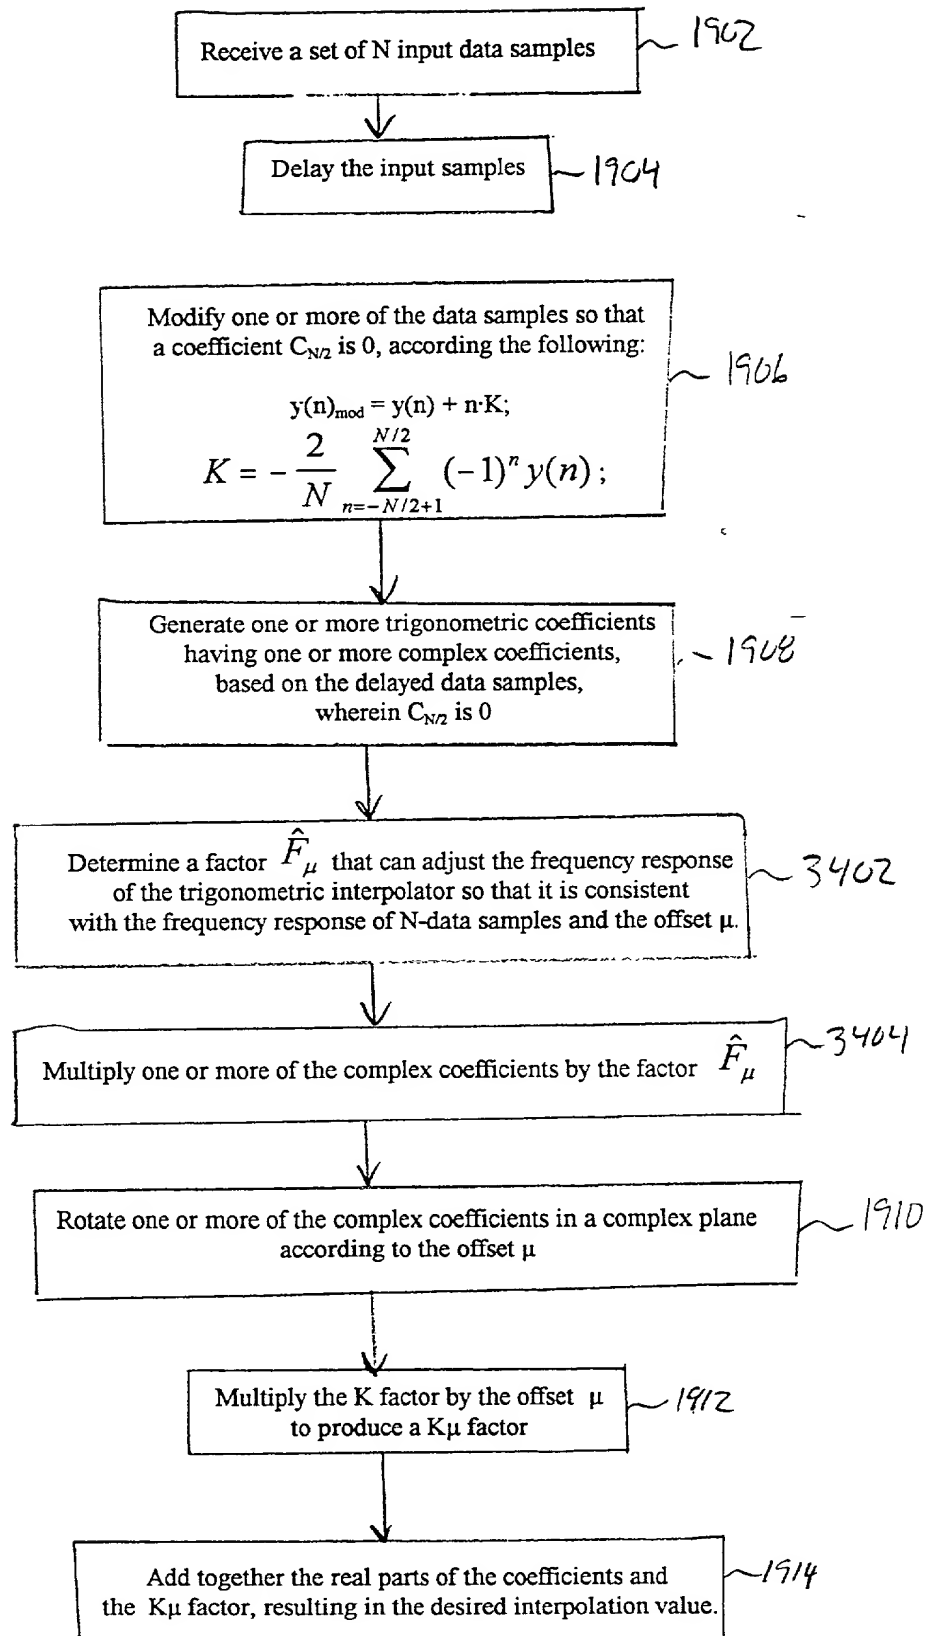 Receive a set of N input data samples
1902
Delay the input samples
1904
Modify one or more of the data samples so that
a coefficient C_{N/2} is 0, according the following:
1906
y(n)_{mod} = y(n) + n·K;
K = - \frac{2}{N} \sum_{n=-N/2+1}^{N/2} (-1)^n y(n) ;
Generate one or more trigonometric coefficients
having one or more complex coefficients,
1908
based on the delayed data samples,
wherein C_{N/2} is 0
Determine a factor \hat{F}_μ that can adjust the frequency response
3402
of the trigonometric interpolator so that it is consistent
with the frequency response of N-data samples and the offset μ.
3404
Multiply one or more of the complex coefficients by the factor \hat{F}_μ
Rotate one or more of the complex coefficients in a complex plane
1910
according to the offset μ
Multiply the K factor by the offset μ
1912
to produce a Kμ factor
Add together the real parts of the coefficients and
1914
the Kμ factor, resulting in the desired interpolation value.